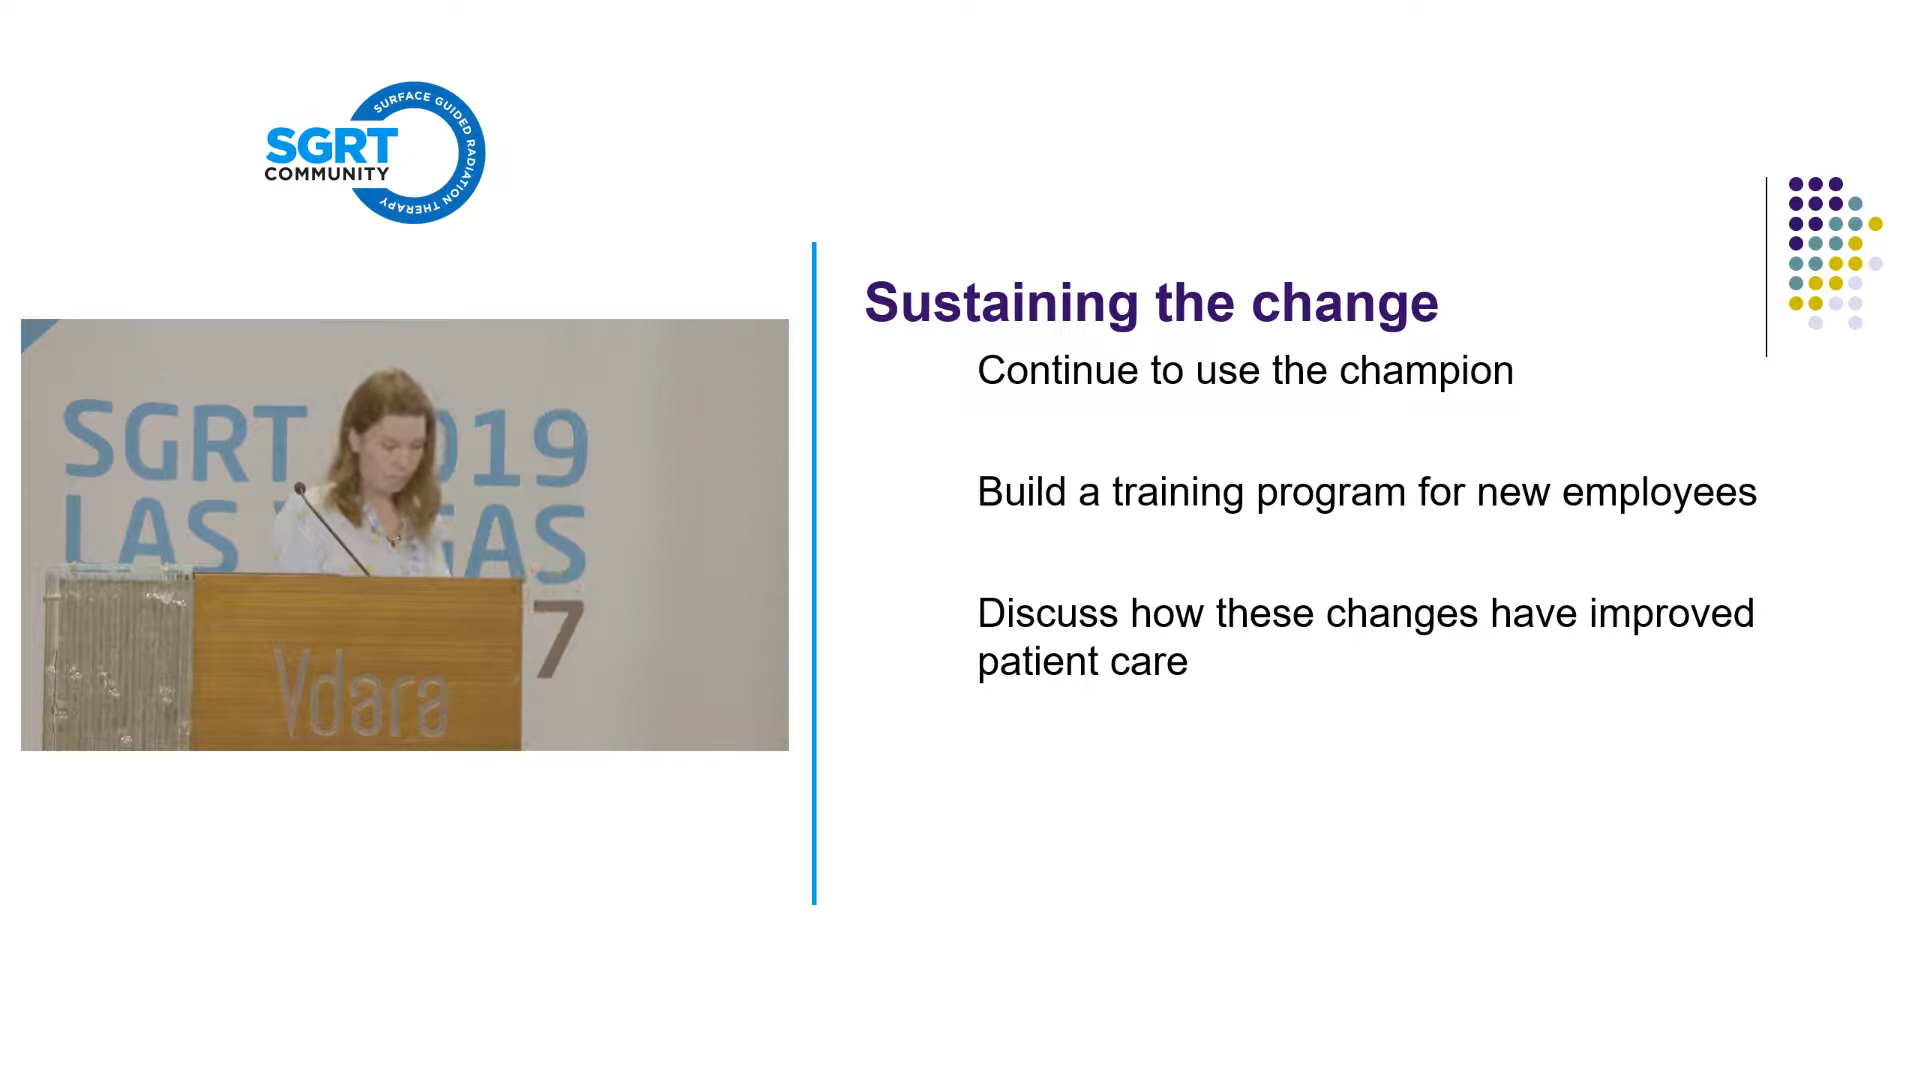 SURFACE GUIDED RADIATION THERAPY
SGRT
COMMUNITY
Sustaining the change
Continue to use the champion
Build a training program for new employees
Discuss how these changes have improved
patient care
SGRT 019
LAS GAS
7
Vdara